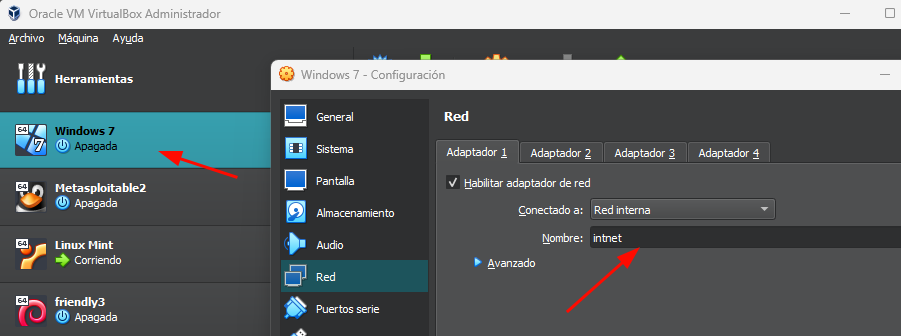 Oracle VM VirtualBox Administrador
Archivo Máquina Ayuda
Herramientas
64
7
Windows 7
Apagada
64
Metasploitable2
Apagada
64
Linux Mint
Corriendo
64
friendly3
Apagada
Windows 7 - Configuración
General
Sistema
Pantalla
Almacenamiento
Audio
Red
Puertos serie
Red
Adaptador 1 Adaptador 2 Adaptador 3 Adaptador 4
Habilitar adaptador de red
Conectado a: Red interna
Nombre: intnet
Avanzado